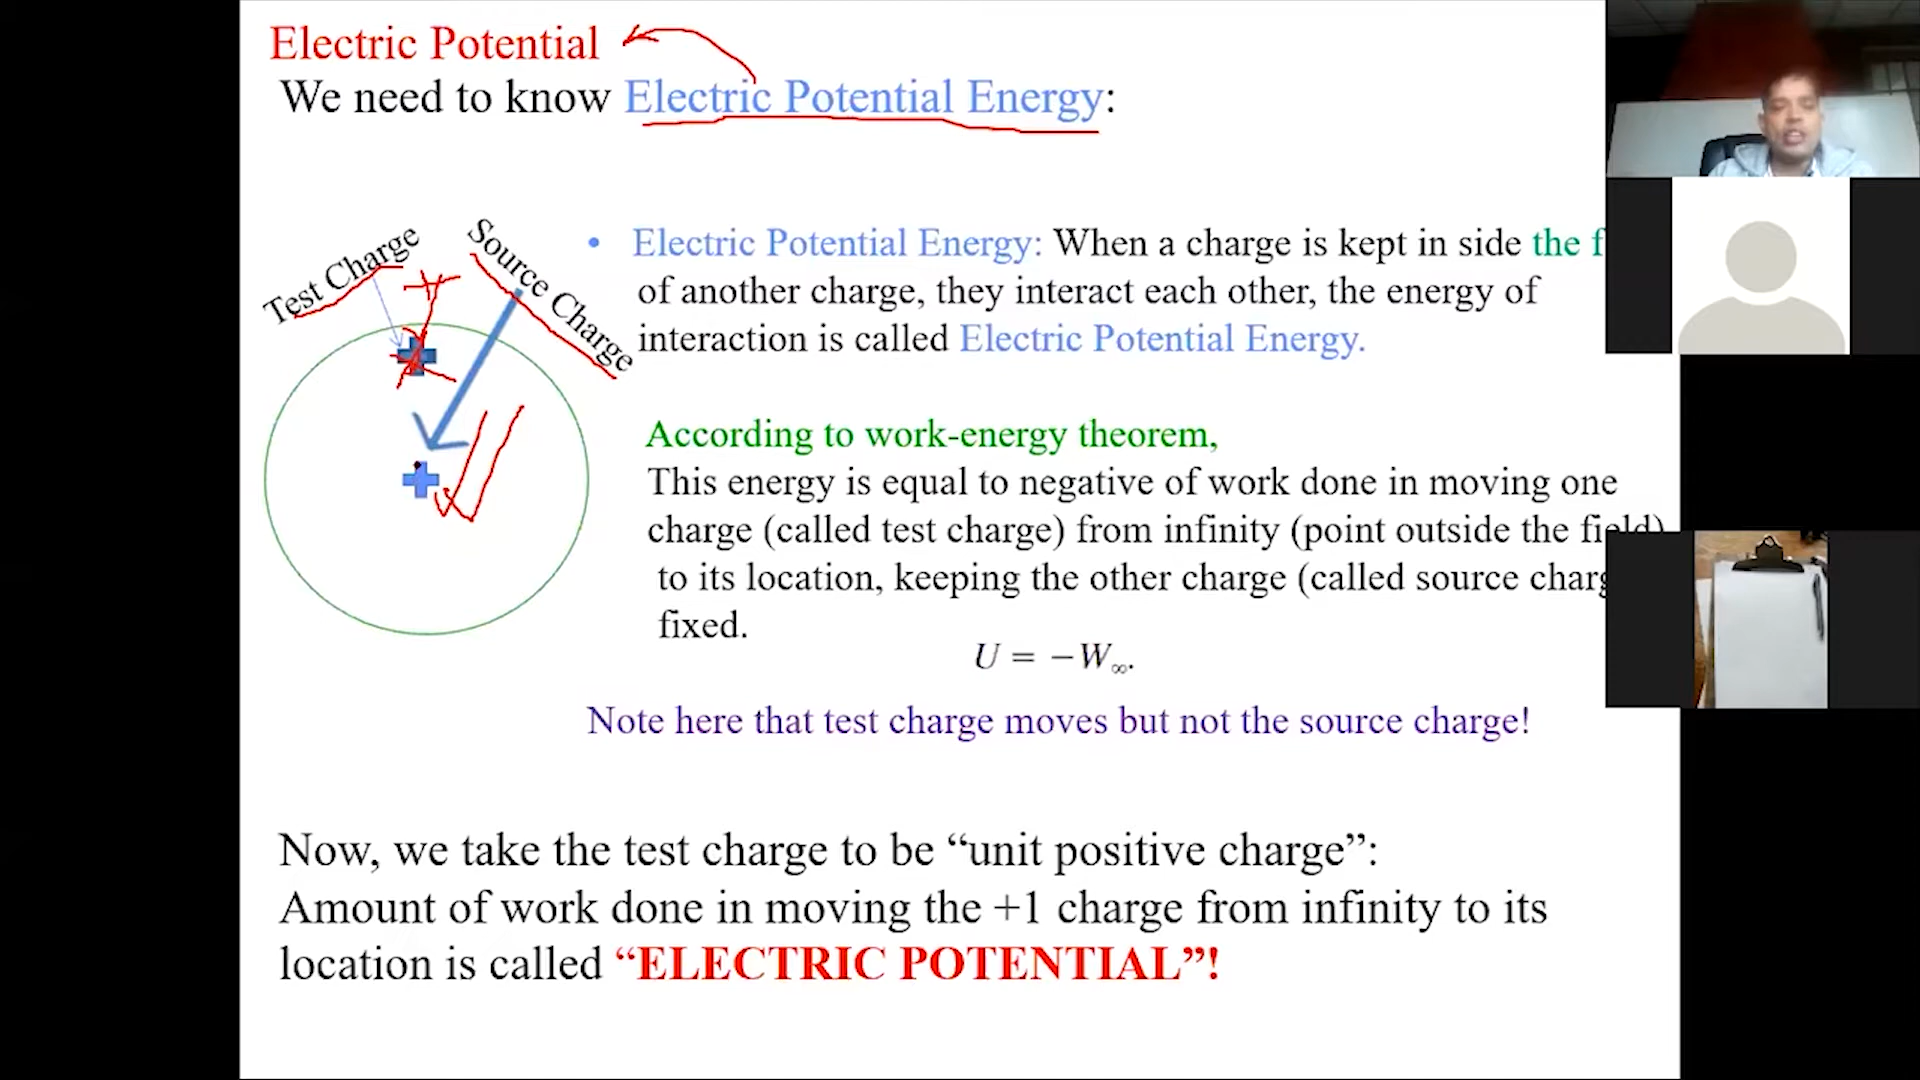 Electric Potential
We need to know Electric Potential Energy:
Test Charge
Source Charge
• Electric Potential Energy: When a charge is kept in side the f
of another charge, they interact each other, the energy of
interaction is called Electric Potential Energy.
According to work-energy theorem,
This energy is equal to negative of work done in moving one
charge (called test charge) from infinity (point outside the field)
to its location, keeping the other charge (called source charg
fixed.
U = −W∞.
Note here that test charge moves but not the source charge!
Now, we take the test charge to be “unit positive charge”:
Amount of work done in moving the +1 charge from infinity to its
location is called “ELECTRIC POTENTIAL”!